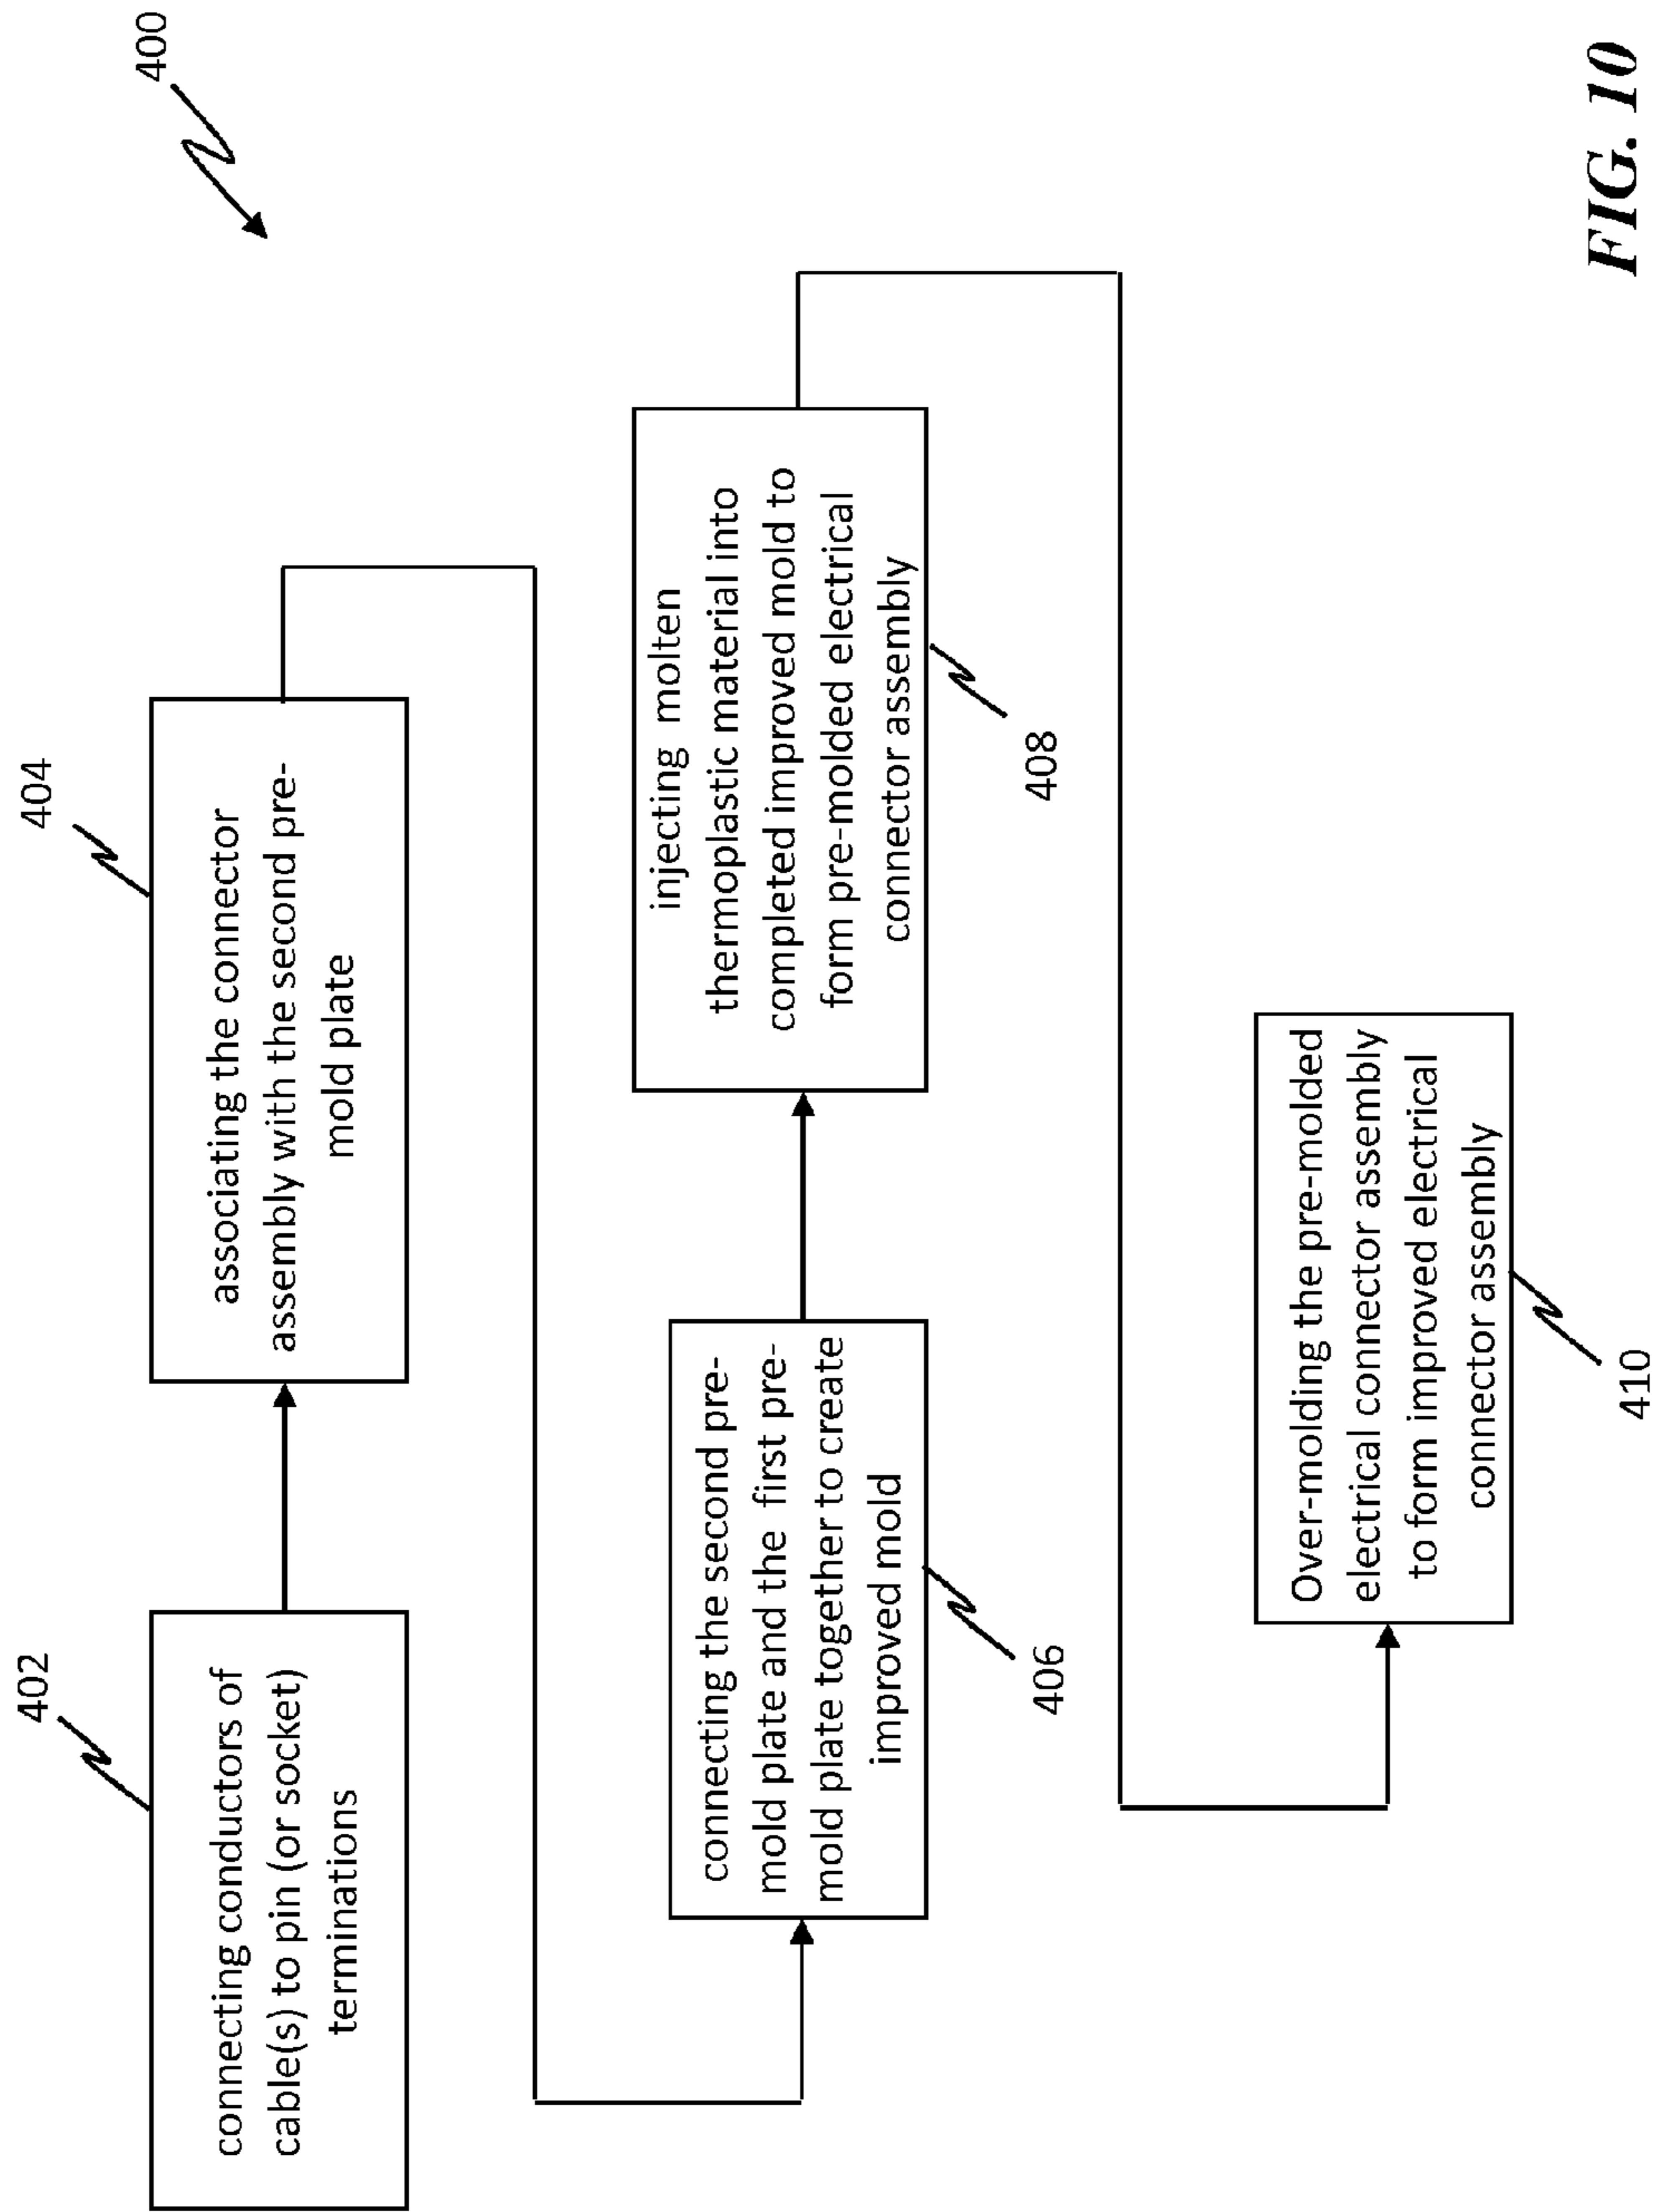 400
402
connecting conductors of
cable(s) to pin (or socket)
terminations
404
associating the connector
assembly with the second pre-
mold plate
connecting the second pre-
mold plate and the first pre-
mold plate together to create
improved mold
406
injecting molten
thermoplastic material into
completed improved mold to
form pre-molded electrical
connector assembly
408
Over-molding the pre-molded
electrical connector assembly
to form improved electrical
connector assembly
410
FIG. 10